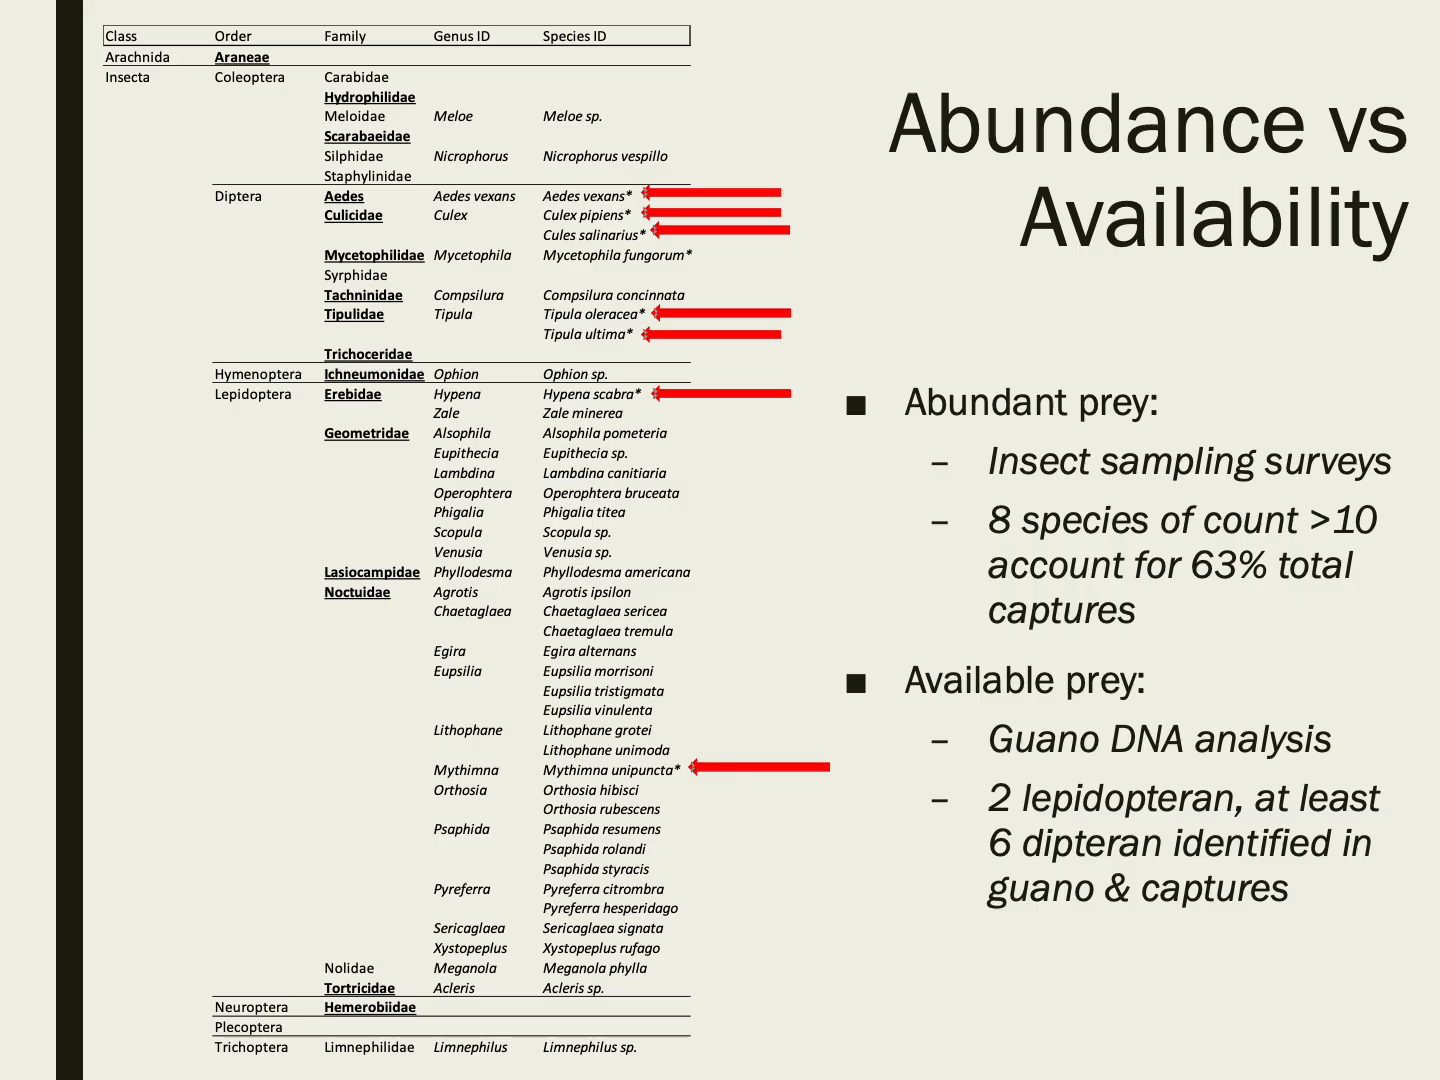 Class Order Family Genus ID Species ID
Arachnida Araneae
Insecta Coleoptera Carabidae
Hydrophilidae
Meloidae Meloe Meloe sp.
Scarabaeidae
Silphidae Nicrophorus Nicrophorus vespillo
Staphylinidae
Diptera Aedes Aedes vexans Aedes vexans*
Culicidae Culex Culex pipiens*
Cules salinarius*
Mycetophilidae Mycetophila Mycetophila fungorum*
Syrphidae
Tachninidae Compsilura Compsilura concinnata
Tipulidae Tipula Tipula oleracea*
Tipula ultima*
Trichoceridae
Hymenoptera Ichneumonidae Ophion Ophion sp.
Lepidoptera Erebidae Hypena Hypena scabra*
Zale Zale minerea
Geometridae Alsophila Alsophila pometeria
Eupithecia Eupithecia sp.
Lambdina Lambdina canitiaria
Operophtera Operophtera bruceata
Phigalia Phigalia titea
Scopula Scopula sp.
Venusia Venusia sp.
Lasiocampidae Phyllodesma Phyllodesma americana
Noctuidae Agrotis Agrotis ipsilon
Chaetaglaea Chaetaglaea sericea
Chaetaglaea tremula
Egira Egira alternans
Eupsilia Eupsilia morrisoni
Eupsilia tristigmata
Eupsilia vinulenta
Lithophane Lithophane grotei
Lithophane unimoda
Mythimna Mythimna unipuncta*
Orthosia Orthosia hibisci
Orthosia rubescens
Psaphida Psaphida resumens
Psaphida rolandi
Psaphida styracis
Pyreferra Pyreferra citrombra
Pyreferra hesperidago
Sericaglaea Sericaglaea signata
Xystopeplus Xystopeplus rufago
Nolidae Meganola Meganola phylla
Tortricidae Acleris Acleris sp.
Neuroptera Hemerobiidae
Plecoptera
Trichoptera Limnephilidae Limnephilus Limnephilus sp.
Abundance vs
Availability
■ Abundant prey:
– Insect sampling surveys
– 8 species of count >10
account for 63% total
captures
■ Available prey:
– Guano DNA analysis
– 2 lepidopteran, at least
6 dipteran identified in
guano & captures